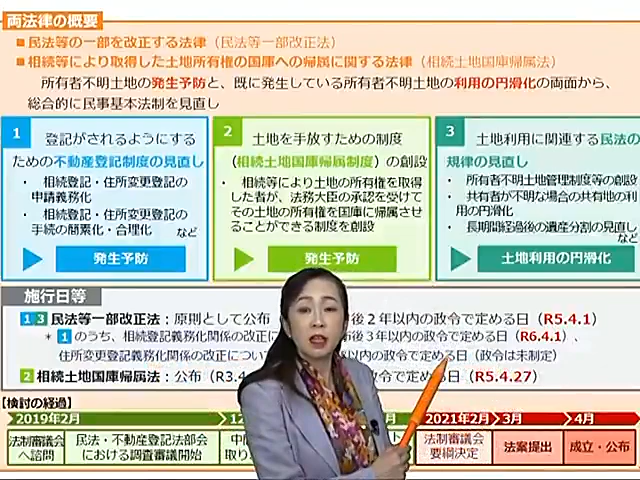 両法律の概要
■民法等の一部を改正する法律（民法等一部改正法）
■相続等により取得した土地所有権の国庫への帰属に関する法律（相続土地国庫帰属法）
所有者不明土地の発生予防と、既に発生している所有者不明土地の利用の円滑化の両面から、
総合的に民事基本法制を見直し
1 登記がされるようにする
ための不動産登記制度の見直し
・ 相続登記・住所変更登記の
申請義務化
・ 相続登記・住所変更登記の
手続の簡素化・合理化 など
発生予防
2 土地を手放すための制度
（相続土地国庫帰属制度）の創設
・ 相続等により土地の所有権を取得
した者が、法務大臣の承認を受けて
その土地の所有権を国庫に帰属させ
ることができる制度を創設
発生予防
3 土地利用に関連する民法の
規律の見直し
・ 所有者不明土地管理制度等の創設
・ 共有者が不明な場合の共有地の利
用の円滑化
・ 長期間経過後の遺産分割の見直し
など
土地利用の円滑化
施行日等
1 3 民法等一部改正法：原則として公布 後２年以内の政令で定める日（R5.4.1）
* 1 のうち、相続登記義務化関係の改正に 布後３年以内の政令で定める日（R6.4.1）、
住所変更登記義務化関係の改正につい 以内の政令で定める日（政令は未制定）
2 相続土地国庫帰属法：公布（R3.4 政令で定める日（R5.4.27）
【検討の経過】
2019年2月 2021年2月 3月 4月
法制審議会
へ諮問
民法・不動産登記法部会
における調査審議開始
中
取り
法制審議会
要綱決定
法案提出
成立・公布